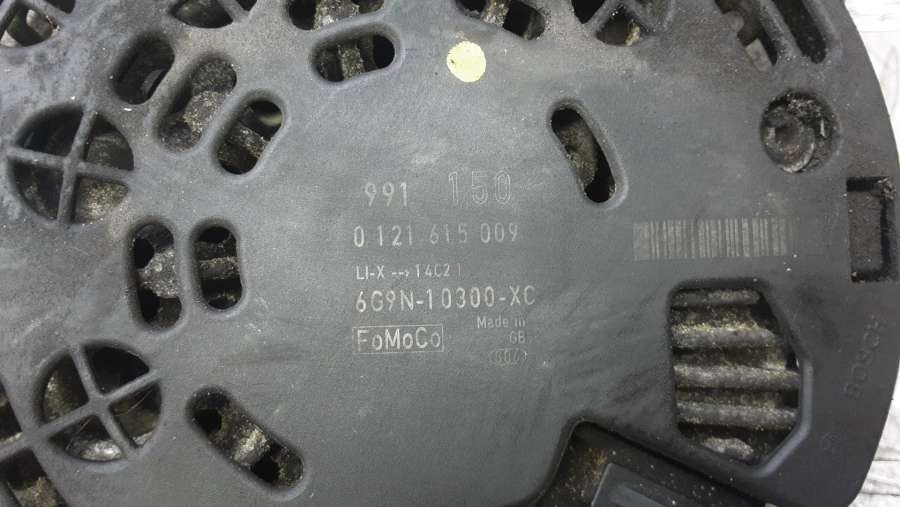 991 150
0 121 615 009
LI-X --> 14C2 1
6G9N-10300-XC
FoMoCo Made in
GB
BOSCH